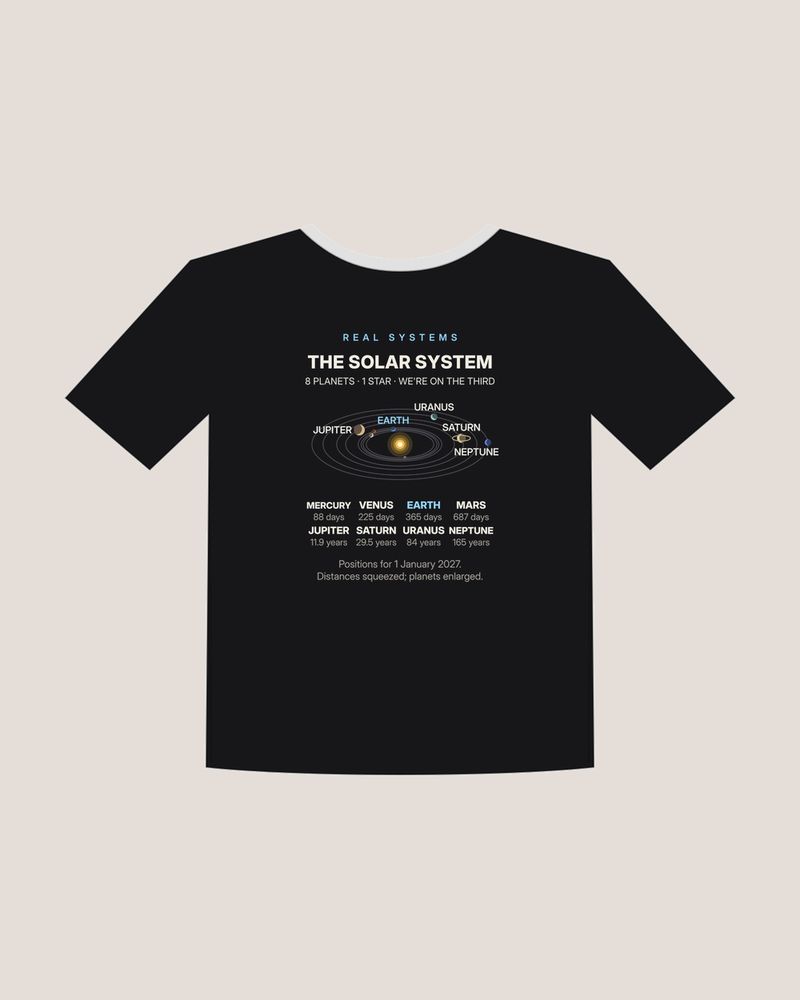 REAL SYSTEMS
THE SOLAR SYSTEM
8 PLANETS · 1 STAR · WE'RE ON THE THIRD
URANUS
EARTH
JUPITER
SATURN
NEPTUNE
MERCURY VENUS EARTH MARS
88 days 225 days 365 days 687 days
JUPITER SATURN URANUS NEPTUNE
11.9 years 29.5 years 84 years 165 years
Positions for 1 January 2027.
Distances squeezed; planets enlarged.